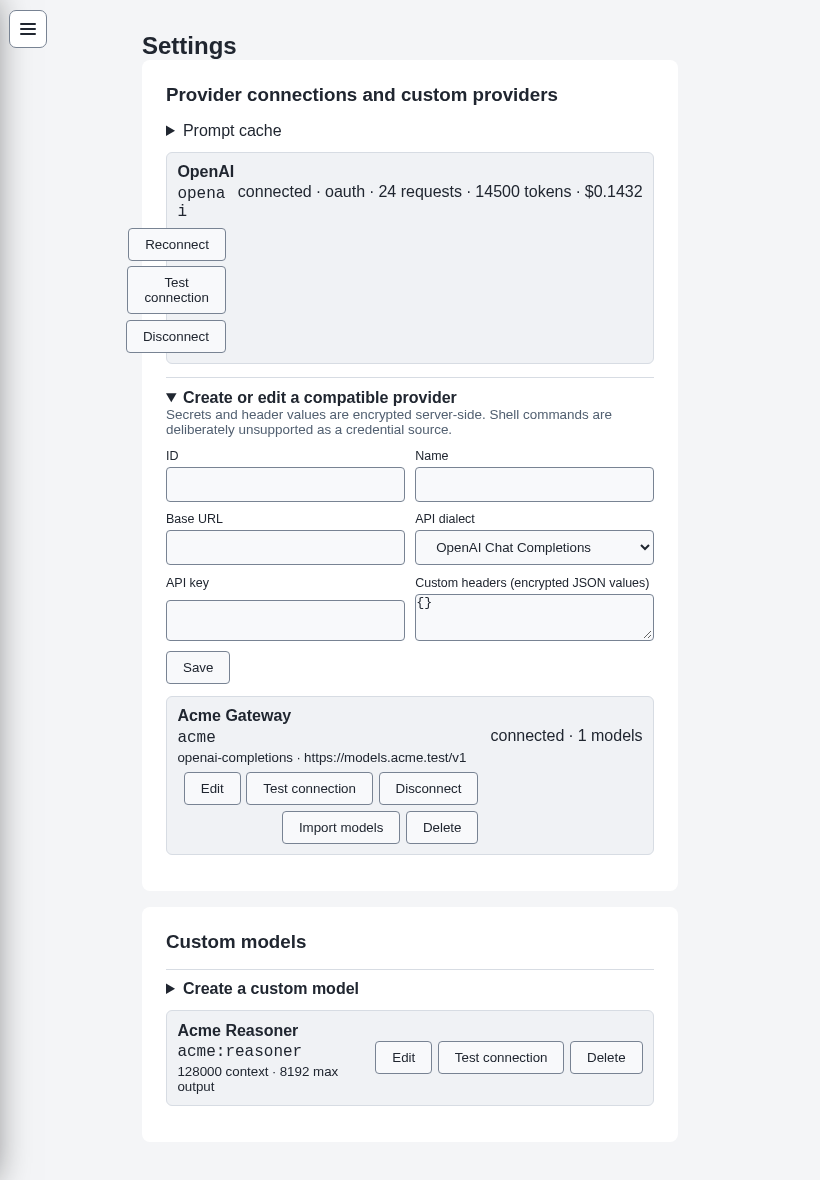 Settings
Provider connections and custom providers
Prompt cache
OpenAI
opena
i
connected · oauth · 24 requests · 14500 tokens · $0.1432
Reconnect
Test
connection
Disconnect
Create or edit a compatible provider
Secrets and header values are encrypted server-side. Shell commands are
deliberately unsupported as a credential source.
ID
Name
Base URL
API dialect
OpenAI Chat Completions
API key
Custom headers (encrypted JSON values)
{}
Save
Acme Gateway
acme
connected · 1 models
openai-completions · https://models.acme.test/v1
Edit
Test connection
Disconnect
Import models
Delete
Custom models
Create a custom model
Acme Reasoner
acme:reasoner
128000 context · 8192 max
output
Edit
Test connection
Delete